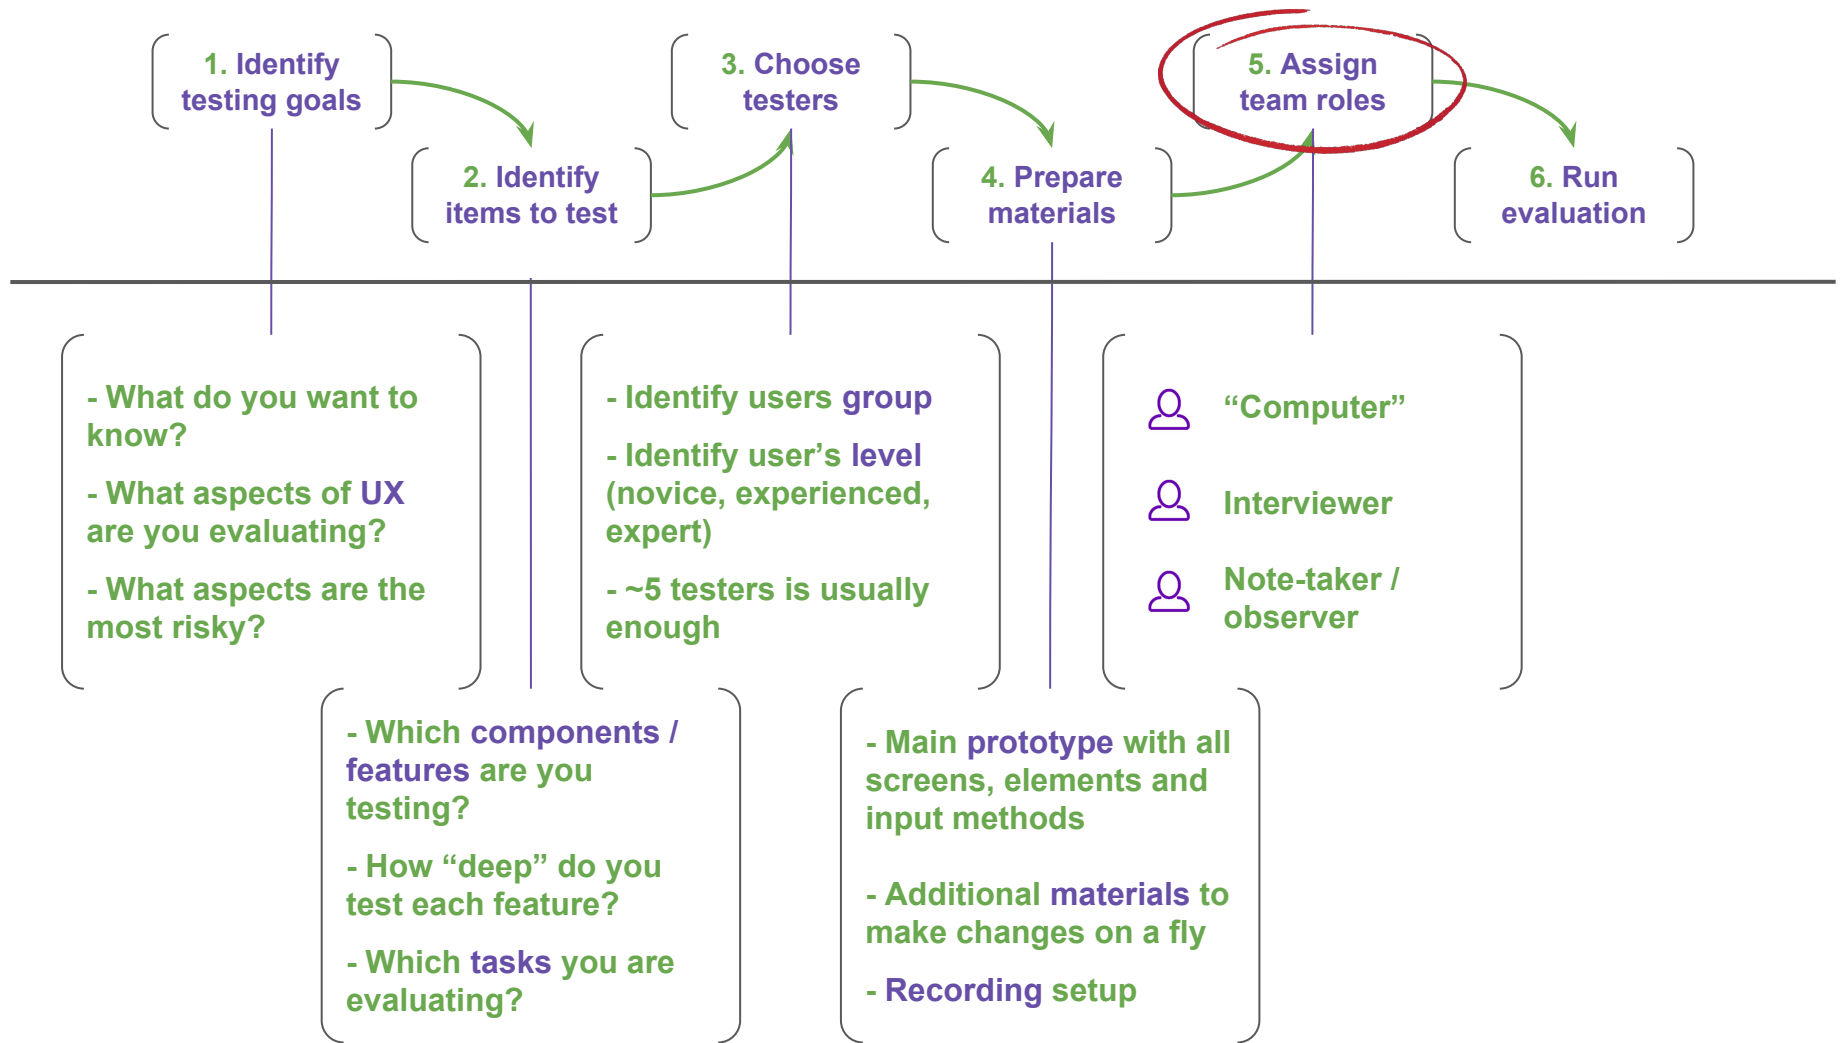 1. Identify
testing goals
2. Identify
items to test
3. Choose
testers
4. Prepare
materials
5. Assign
team roles
6. Run
evaluation
- What do you want to
know?
- What aspects of UX
are you evaluating?
- What aspects are the
most risky?
- Which components /
features are you
testing?
- How “deep” do you
test each feature?
- Which tasks you are
evaluating?
- Identify users group
- Identify user’s level
(novice, experienced,
expert)
- ~5 testers is usually
enough
- Main prototype with all
screens, elements and
input methods
- Additional materials to
make changes on a fly
- Recording setup
“Computer”
Interviewer
Note-taker /
observer